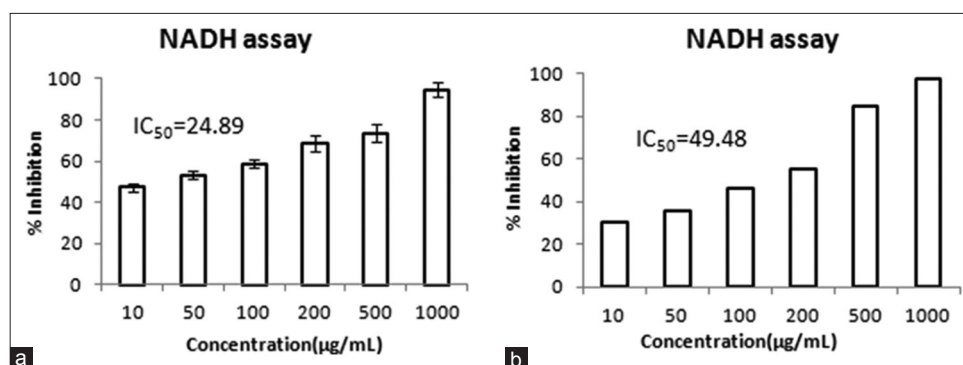 NADH assay
100
80
60
40
20
0
% Inhibition
IC50=24.89
10 50 100 200 500 1000
Concentration(µg/mL)
a
NADH assay
100
80
60
40
20
0
% Inhibition
IC50=49.48
10 50 100 200 500 1000
Concentration(µg/mL)
b